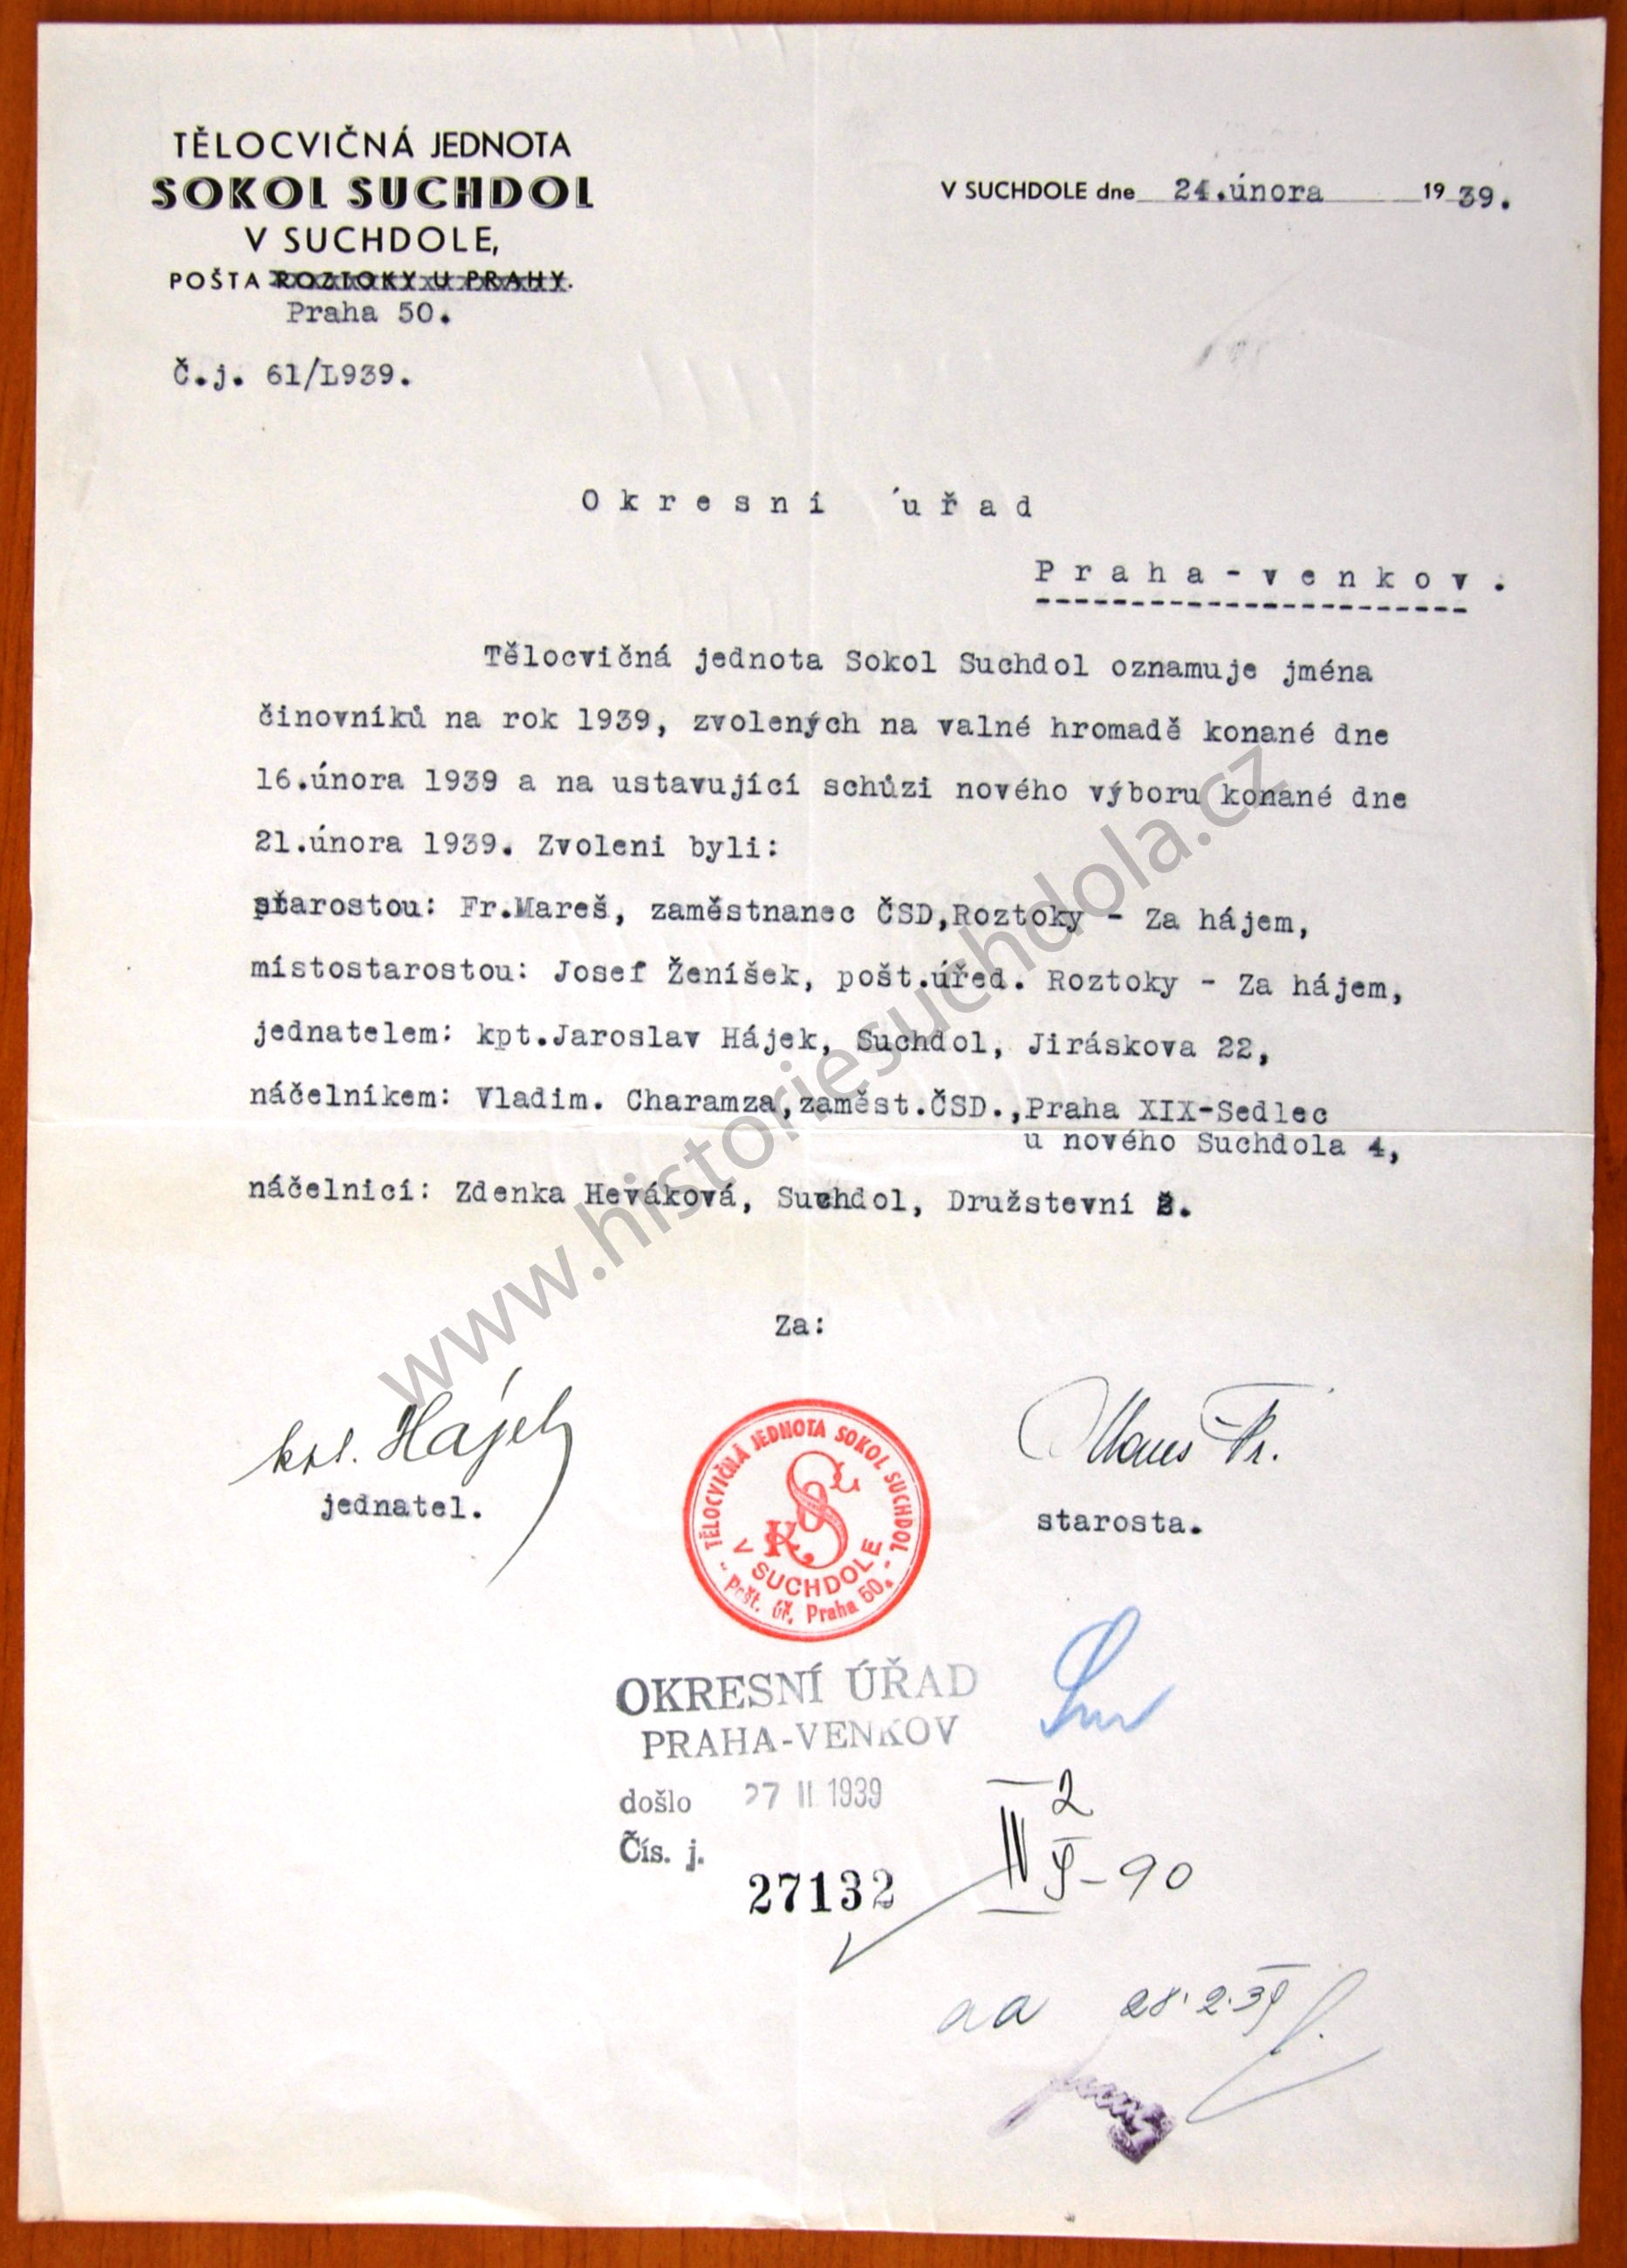 TĚLOCVIČNÁ JEDNOTA
SOKOL SUCHDOL
V SUCHDOLE,
POŠTA ROZTOKY U PRAHY.
Praha 50.
V SUCHDOLE dne 24.února 1939.
Č.j. 61/L939.
Okresní úřad
Praha-venkov.
Tělocvičná jednota Sokol Suchdol oznamuje jména
činovníků na rok 1939, zvolených na valné hromadě konané dne
16.února 1939 a na ustavující schůzi nového výboru konané dne
21.února 1939. Zvoleni byli:
starostou: Fr.Mareš, zaměstnanec ČSD,Roztoky - Za hájem,
místostarostou: Josef Ženíšek, pošt.úřed. Roztoky - Za hájem,
jednatelem: kpt.Jaroslav Hájek, Suchdol, Jiráskova 22,
náčelníkem: Vladim. Charamza,zaměst.ČSD.,Praha XIX-Sedlec
u nového Suchdola 4,
náčelnicí: Zdenka Heváková, Suchdol, Družstevní
www.historiesuchdola.cz
Za:
kpt. Hájek
jednatel.
Mareš Fr.
starosta.
TĚLOCVIČNÁ JEDNOTA SOKOL SUCHDOL
V SUCHDOLE
Pošt. úř. Praha 50.
OKRESNÍ ÚŘAD
PRAHA-VENKOV
došlo 27 II 1939
Čís. j.
27132
2
IV
9-90
aa 28.2.39